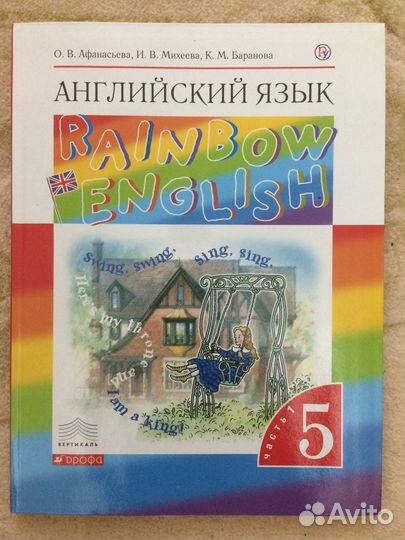 О. В. Афанасьева, И. В. Михеева, К. М. Баранова
АНГЛИЙСКИЙ ЯЗЫК
RAINBOW
ENGLISH
Swing, swing,
Sing, sing,
Here's my throne and
I am a king!
ВЕРТИКАЛЬ
ДРОФА
часть 1
5
Avito